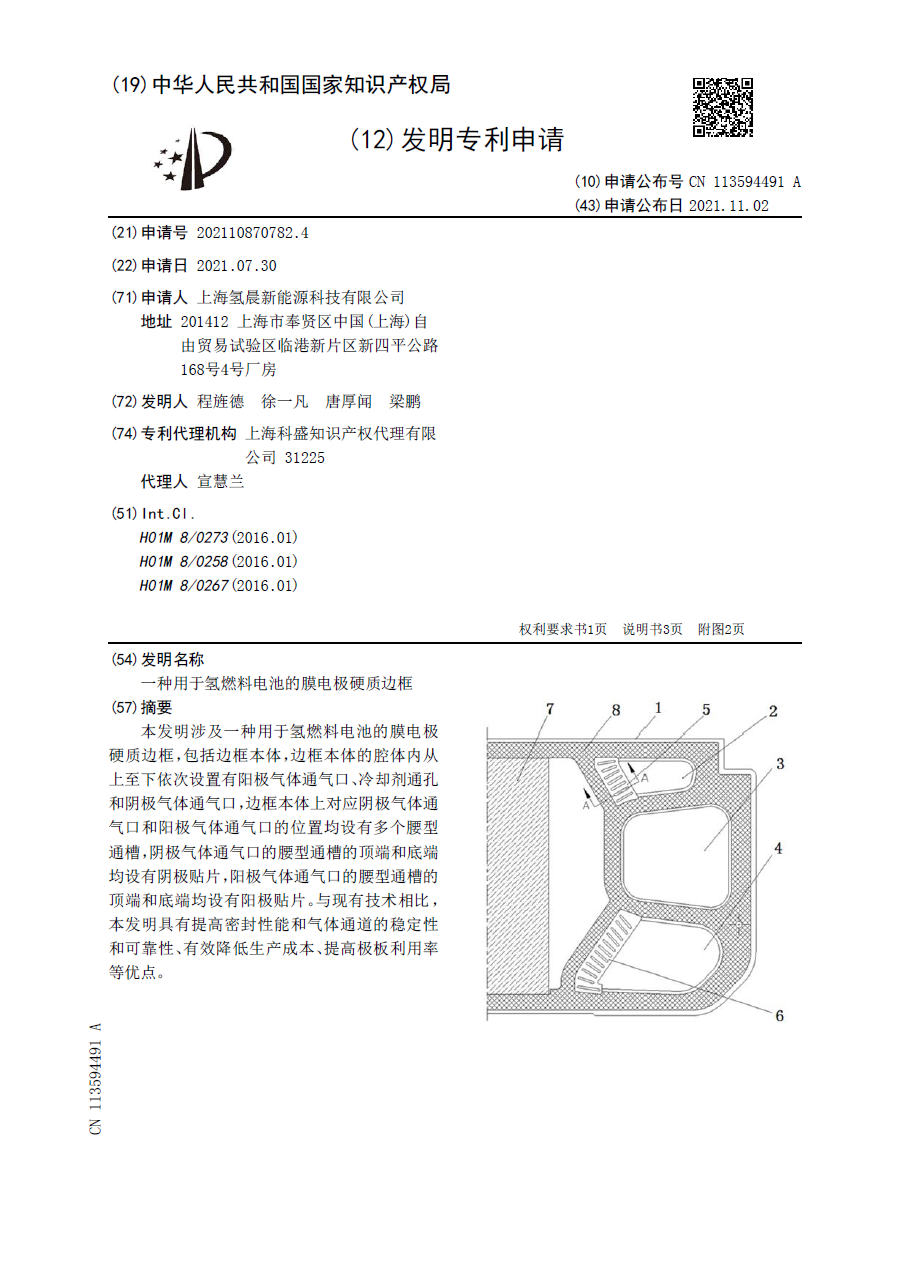 (19)中华人民共和国国家知识产权局
(12)发明专利申请
(10)申请公布号 CN 113594491 A
(43)申请公布日 2021.11.02
(21)申请号 202110870782.4
(22)申请日 2021.07.30
(71)申请人 上海氢晨新能源科技有限公司
地址 201412 上海市奉贤区中国(上海)自
由贸易试验区临港新片区新四平公路
168号4号厂房
(72)发明人 程旌德 徐一凡 唐厚闻 梁鹏
(74)专利代理机构 上海科盛知识产权代理有限
公司 31225
代理人 宣慧兰
(51)Int.Cl.
H01M 8/0273(2016.01)
H01M 8/0258(2016.01)
H01M 8/0267(2016.01)
权利要求书1页 说明书3页 附图2页
(54)发明名称
一种用于氢燃料电池的膜电极硬质边框
(57)摘要
本发明涉及一种用于氢燃料电池的膜电极
硬质边框,包括边框本体,边框本体的腔体内从
上至下依次设置有阳极气体通气口、冷却剂通孔
和阴极气体通气口,边框本体上对应阴极气体通
气口和阳极气体通气口的位置均设有多个腰型
通槽,阴极气体通气口的腰型通槽的顶端和底端
均设有阴极贴片,阳极气体通气口的腰型通槽的
顶端和底端均设有阳极贴片。与现有技术相比,
本发明具有提高密封性能和气体通道的稳定性
和可靠性、有效降低生产成本、提高极板利用率
等优点。
7 8 1 5 2
3
A
A
4
6
CN 113594491 A